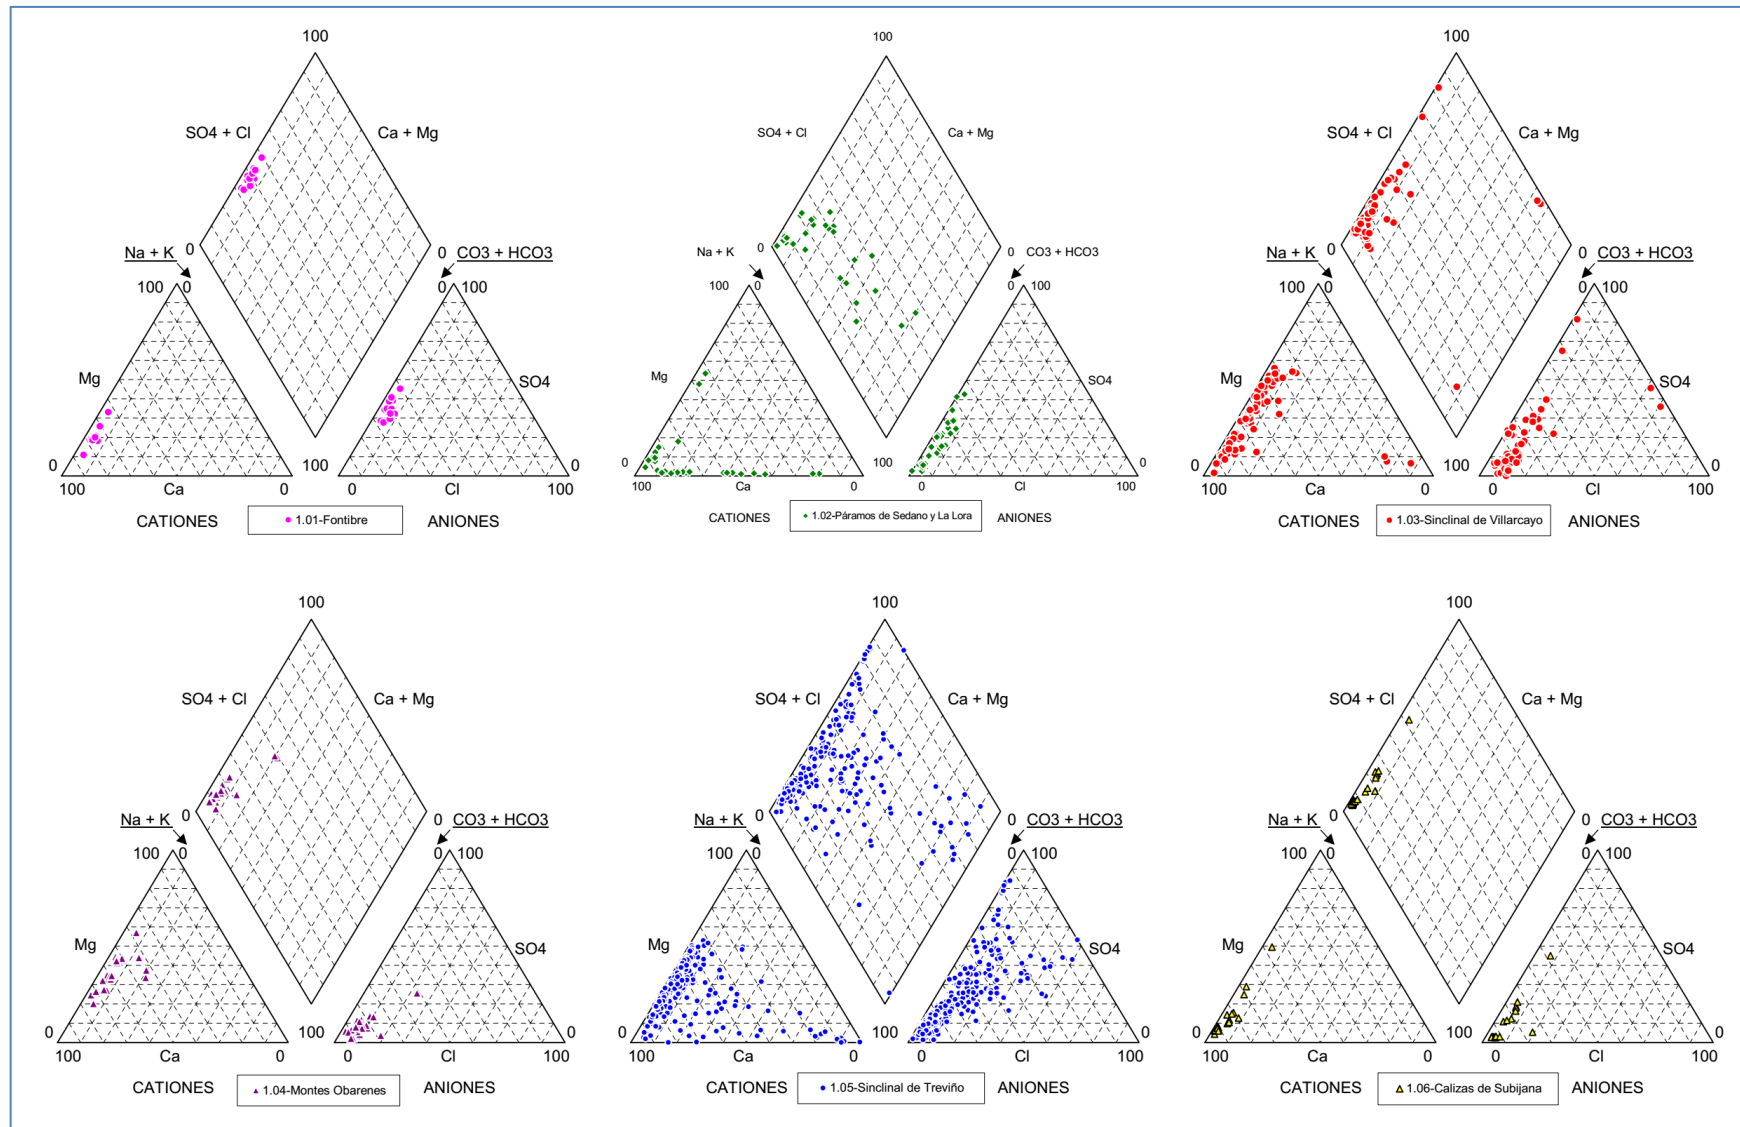 100
SO4 + Cl
Ca + Mg
0
0
Na + K
CO3 + HCO3
100
0
0
100
Mg
SO4
0
100
0
100
Ca
0
0
Cl
100
CATIONES
1.01-Fontibre
ANIONES
100
SO4 + Cl
Ca + Mg
0
0
Na + K
CO3 + HCO3
100
0
0
100
Mg
SO4
0
100
0
100
Ca
0
0
Cl
100
CATIONES
1.02-Páramos de Sedano y La Lora
ANIONES
100
SO4 + Cl
Ca + Mg
0
0
Na + K
CO3 + HCO3
100
0
0
100
Mg
SO4
0
100
0
100
Ca
0
0
Cl
100
CATIONES
1.03-Sinclinal de Villarcayo
ANIONES
100
SO4 + Cl
Ca + Mg
0
0
Na + K
CO3 + HCO3
100
0
0
100
Mg
SO4
0
100
0
100
Ca
0
0
Cl
100
CATIONES
1.04-Montes Obarenes
ANIONES
100
SO4 + Cl
Ca + Mg
0
0
Na + K
CO3 + HCO3
100
0
0
100
Mg
SO4
0
100
0
100
Ca
0
0
Cl
100
CATIONES
1.05-Sinclinal de Treviño
ANIONES
100
SO4 + Cl
Ca + Mg
0
0
Na + K
CO3 + HCO3
100
0
0
100
Mg
SO4
0
100
0
100
Ca
0
0
Cl
100
CATIONES
1.06-Calizas de Subijana
ANIONES